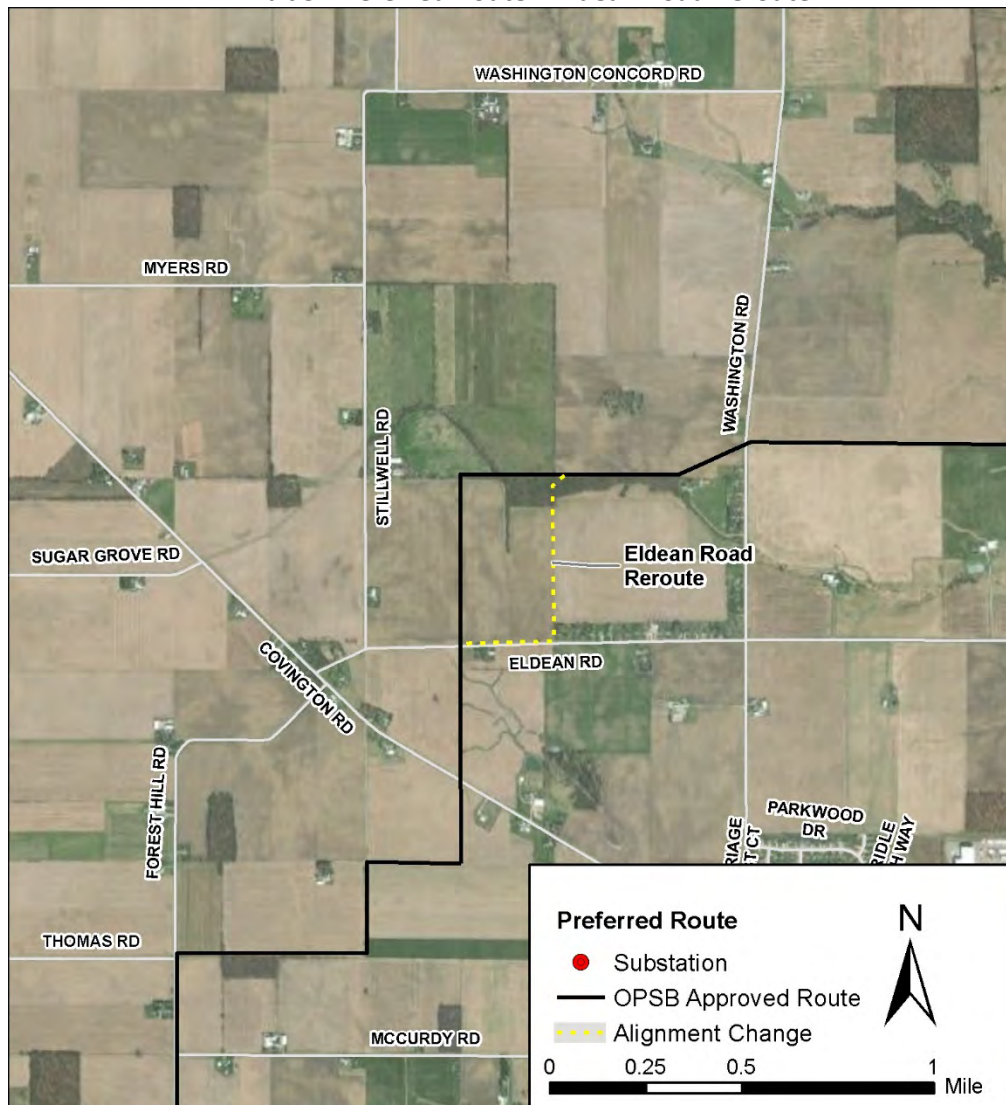 WASHINGTON CONCORD RD
MYERS RD
WASHINGTON RD
STILLWELL RD
SUGAR GROVE RD
Eldean Road
Reroute
COVINGTON RD
ELDEAN RD
FOREST HILL RD
PARKWOOD
DR
THOMAS RD
MCCURDY RD
Preferred Route
N
Substation
OPSB Approved Route
Alignment Change
0 0.25 0.5 1
Mile